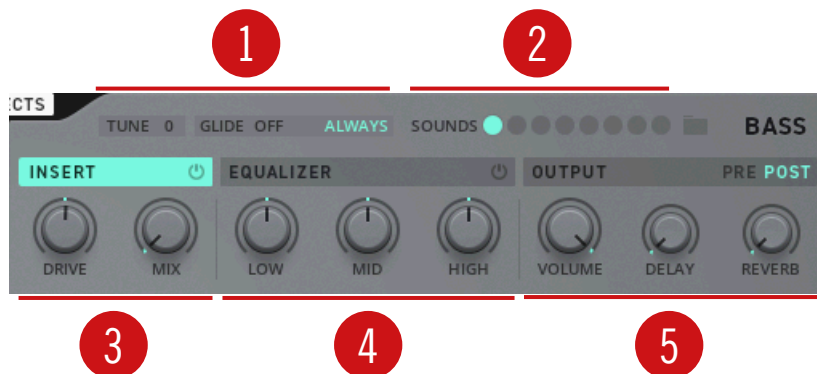 1 2
ECTS
TUNE 0 GLIDE OFF ALWAYS SOUNDS BASS
INSERT EQUALIZER OUTPUT PRE POST
DRIVE MIX LOW MID HIGH VOLUME DELAY REVERB
3 4 5